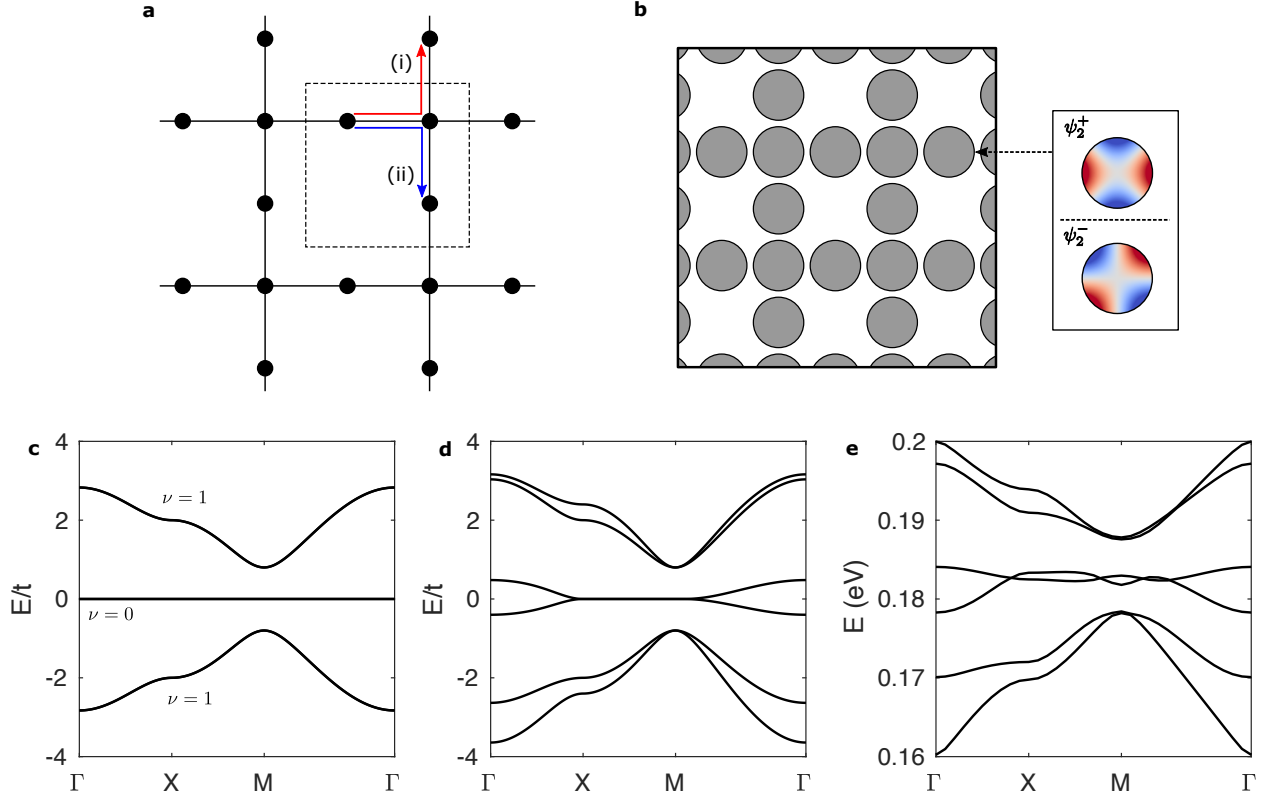 a
(i)
(ii)
b
ψ₂⁺
ψ₂⁻
c
E/t
4
2
0
-2
-4
ν = 1
ν = 0
ν = 1
Γ X M Γ
d
E/t
4
2
0
-2
-4
Γ X M Γ
e
E (eV)
0.2
0.19
0.18
0.17
0.16
Γ X M Γ